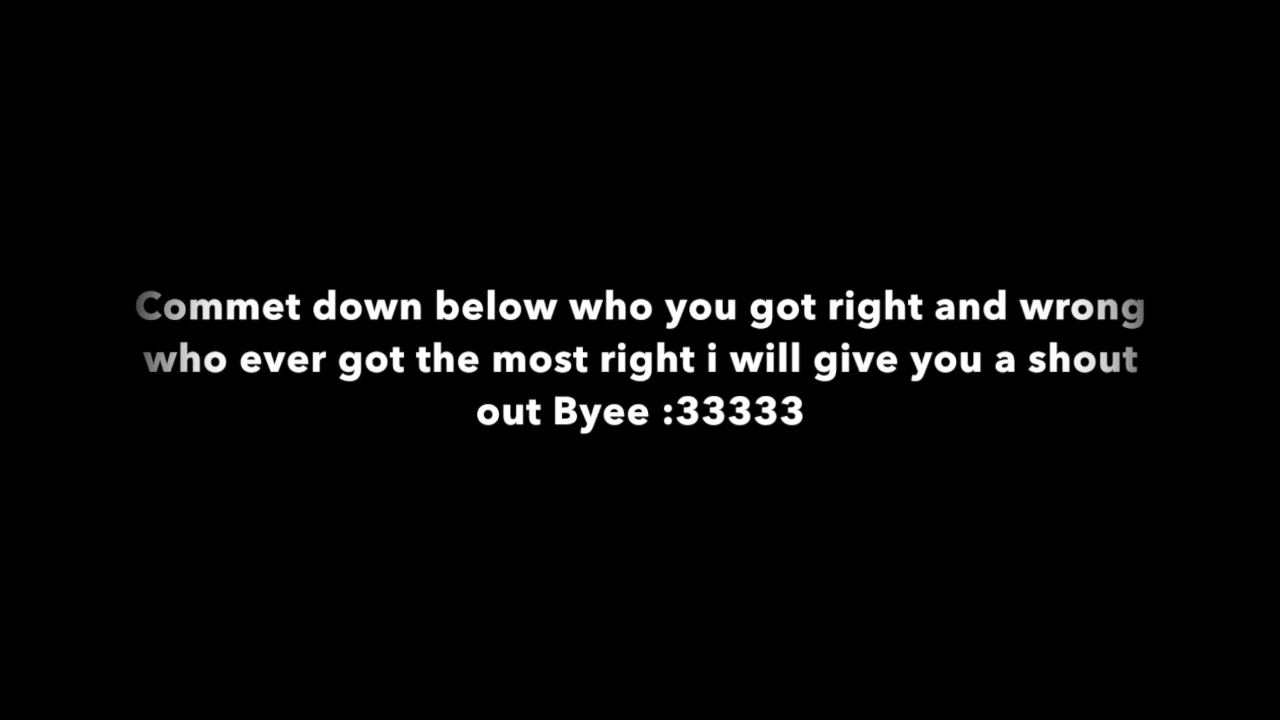 Commet down below who you got right and wrong
who ever got the most right i will give you a shout
out Byee :33333